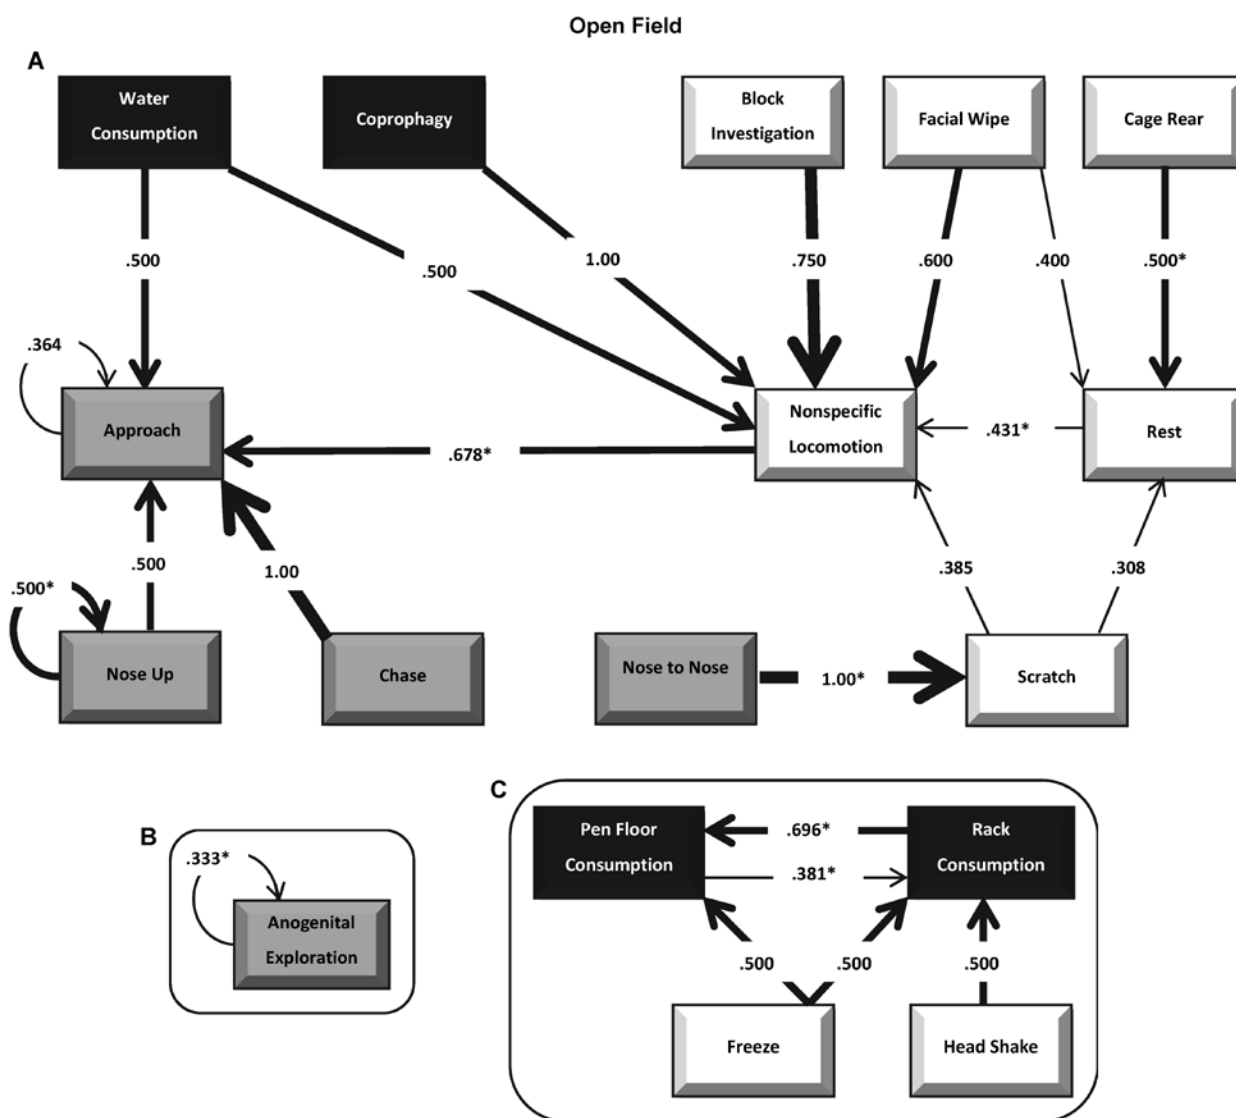 Open Field
A
Water
Consumption
Coprophagy
Block
Investigation
Facial Wipe
Cage Rear
.500
.500
1.00
.750
.600
.400
.500*
.364
Approach
.678*
Nonspecific
Locomotion
.431*
Rest
.500*
.500
1.00
.385
.308
Nose Up
Chase
Nose to Nose
1.00*
Scratch
B
.333*
Anogenital
Exploration
C
Pen Floor
Consumption
.696*
.381*
Rack
Consumption
.500
.500
.500
Freeze
Head Shake